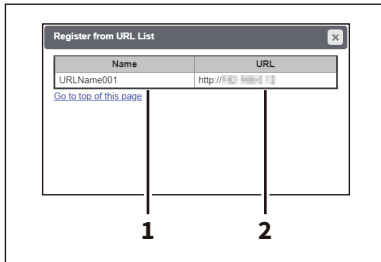 Register from URL List
Name URL
URLName001 http://
Go to top of this page
1 2